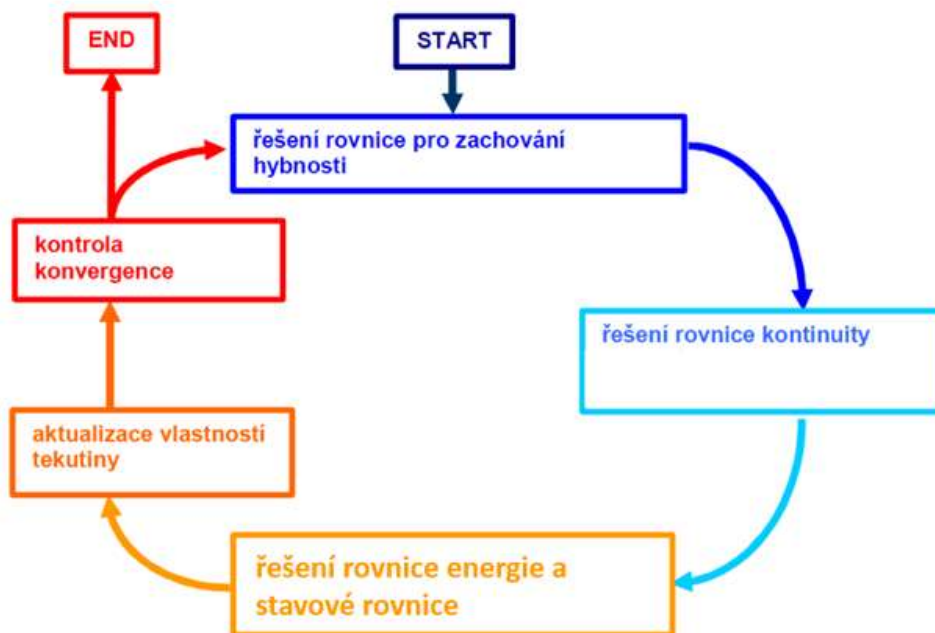 END
START
řešení rovnice pro zachování
hybnosti
kontrola
konvergence
řešení rovnice kontinuity
aktualizace vlastností
tekutiny
řešení rovnice energie a
stavové rovnice